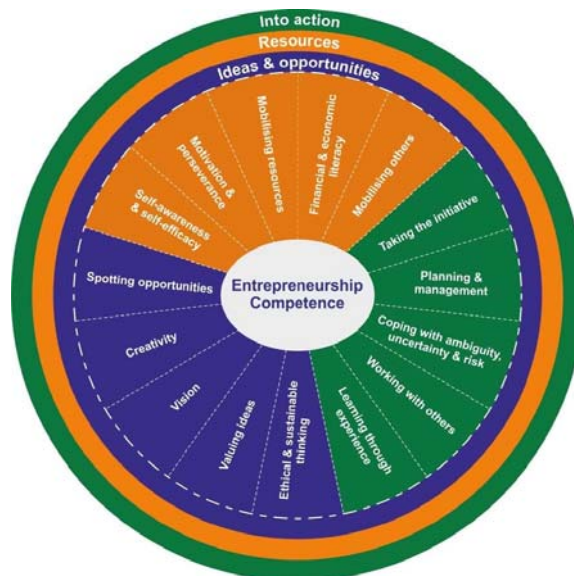 Into action
Resources
Ideas & opportunities
Self-awareness
& self-efficacy
Motivation &
perseverance
Mobilising resources
Financial & economic
literacy
Mobilising others
Taking the initiative
Planning &
management
Coping with ambiguity,
uncertainty & risk
Working with others
Learning through
experience
Ethical & sustainable
thinking
Valuing ideas
Vision
Creativity
Spotting opportunities
Entrepreneurship
Competence